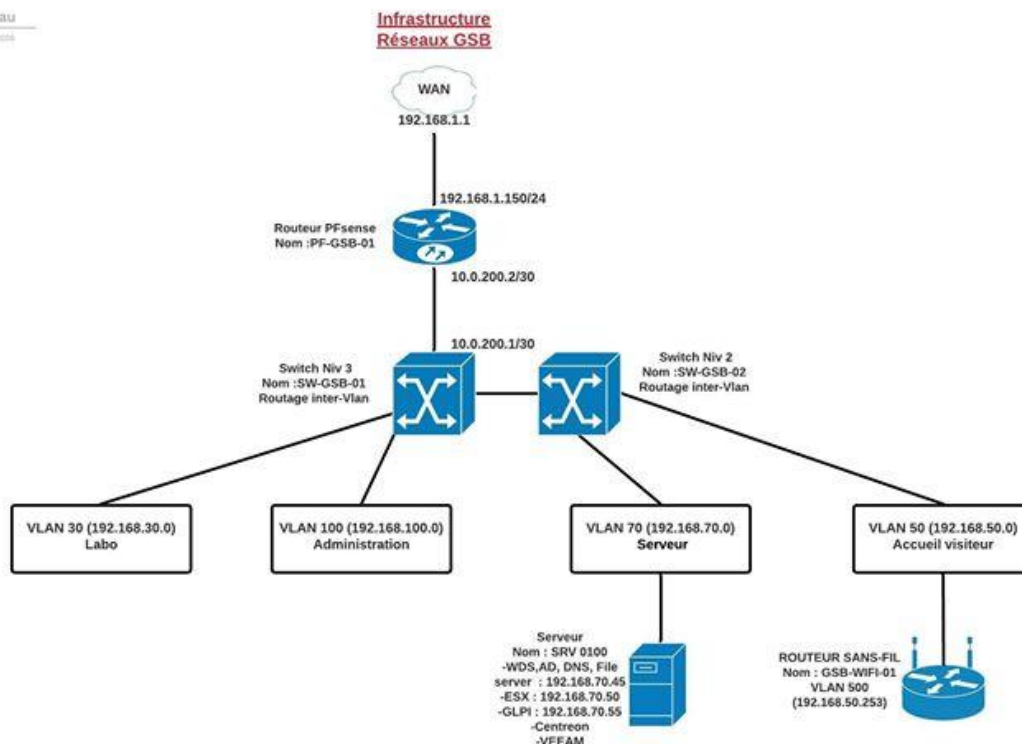 au
Infrastructure
Réseaux GSB
WAN
192.168.1.1
192.168.1.150/24
Routeur PFsense
Nom :PF-GSB-01
10.0.200.2/30
10.0.200.1/30
Switch Niv 3
Nom :SW-GSB-01
Routage inter-Vlan
Switch Niv 2
Nom :SW-GSB-02
Routage inter-Vlan
VLAN 30 (192.168.30.0)
Labo
VLAN 100 (192.168.100.0)
Administration
VLAN 70 (192.168.70.0)
Serveur
VLAN 50 (192.168.50.0)
Accueil visiteur
Serveur
Nom : SRV 0100
-WDS,AD, DNS, File
server : 192.168.70.45
-ESX : 192.168.70.50
-GLPI : 192.168.70.55
-Centreon
-VEEAM
ROUTEUR SANS-FIL
Nom : GSB-WIFI-01
VLAN 500
(192.168.50.253)